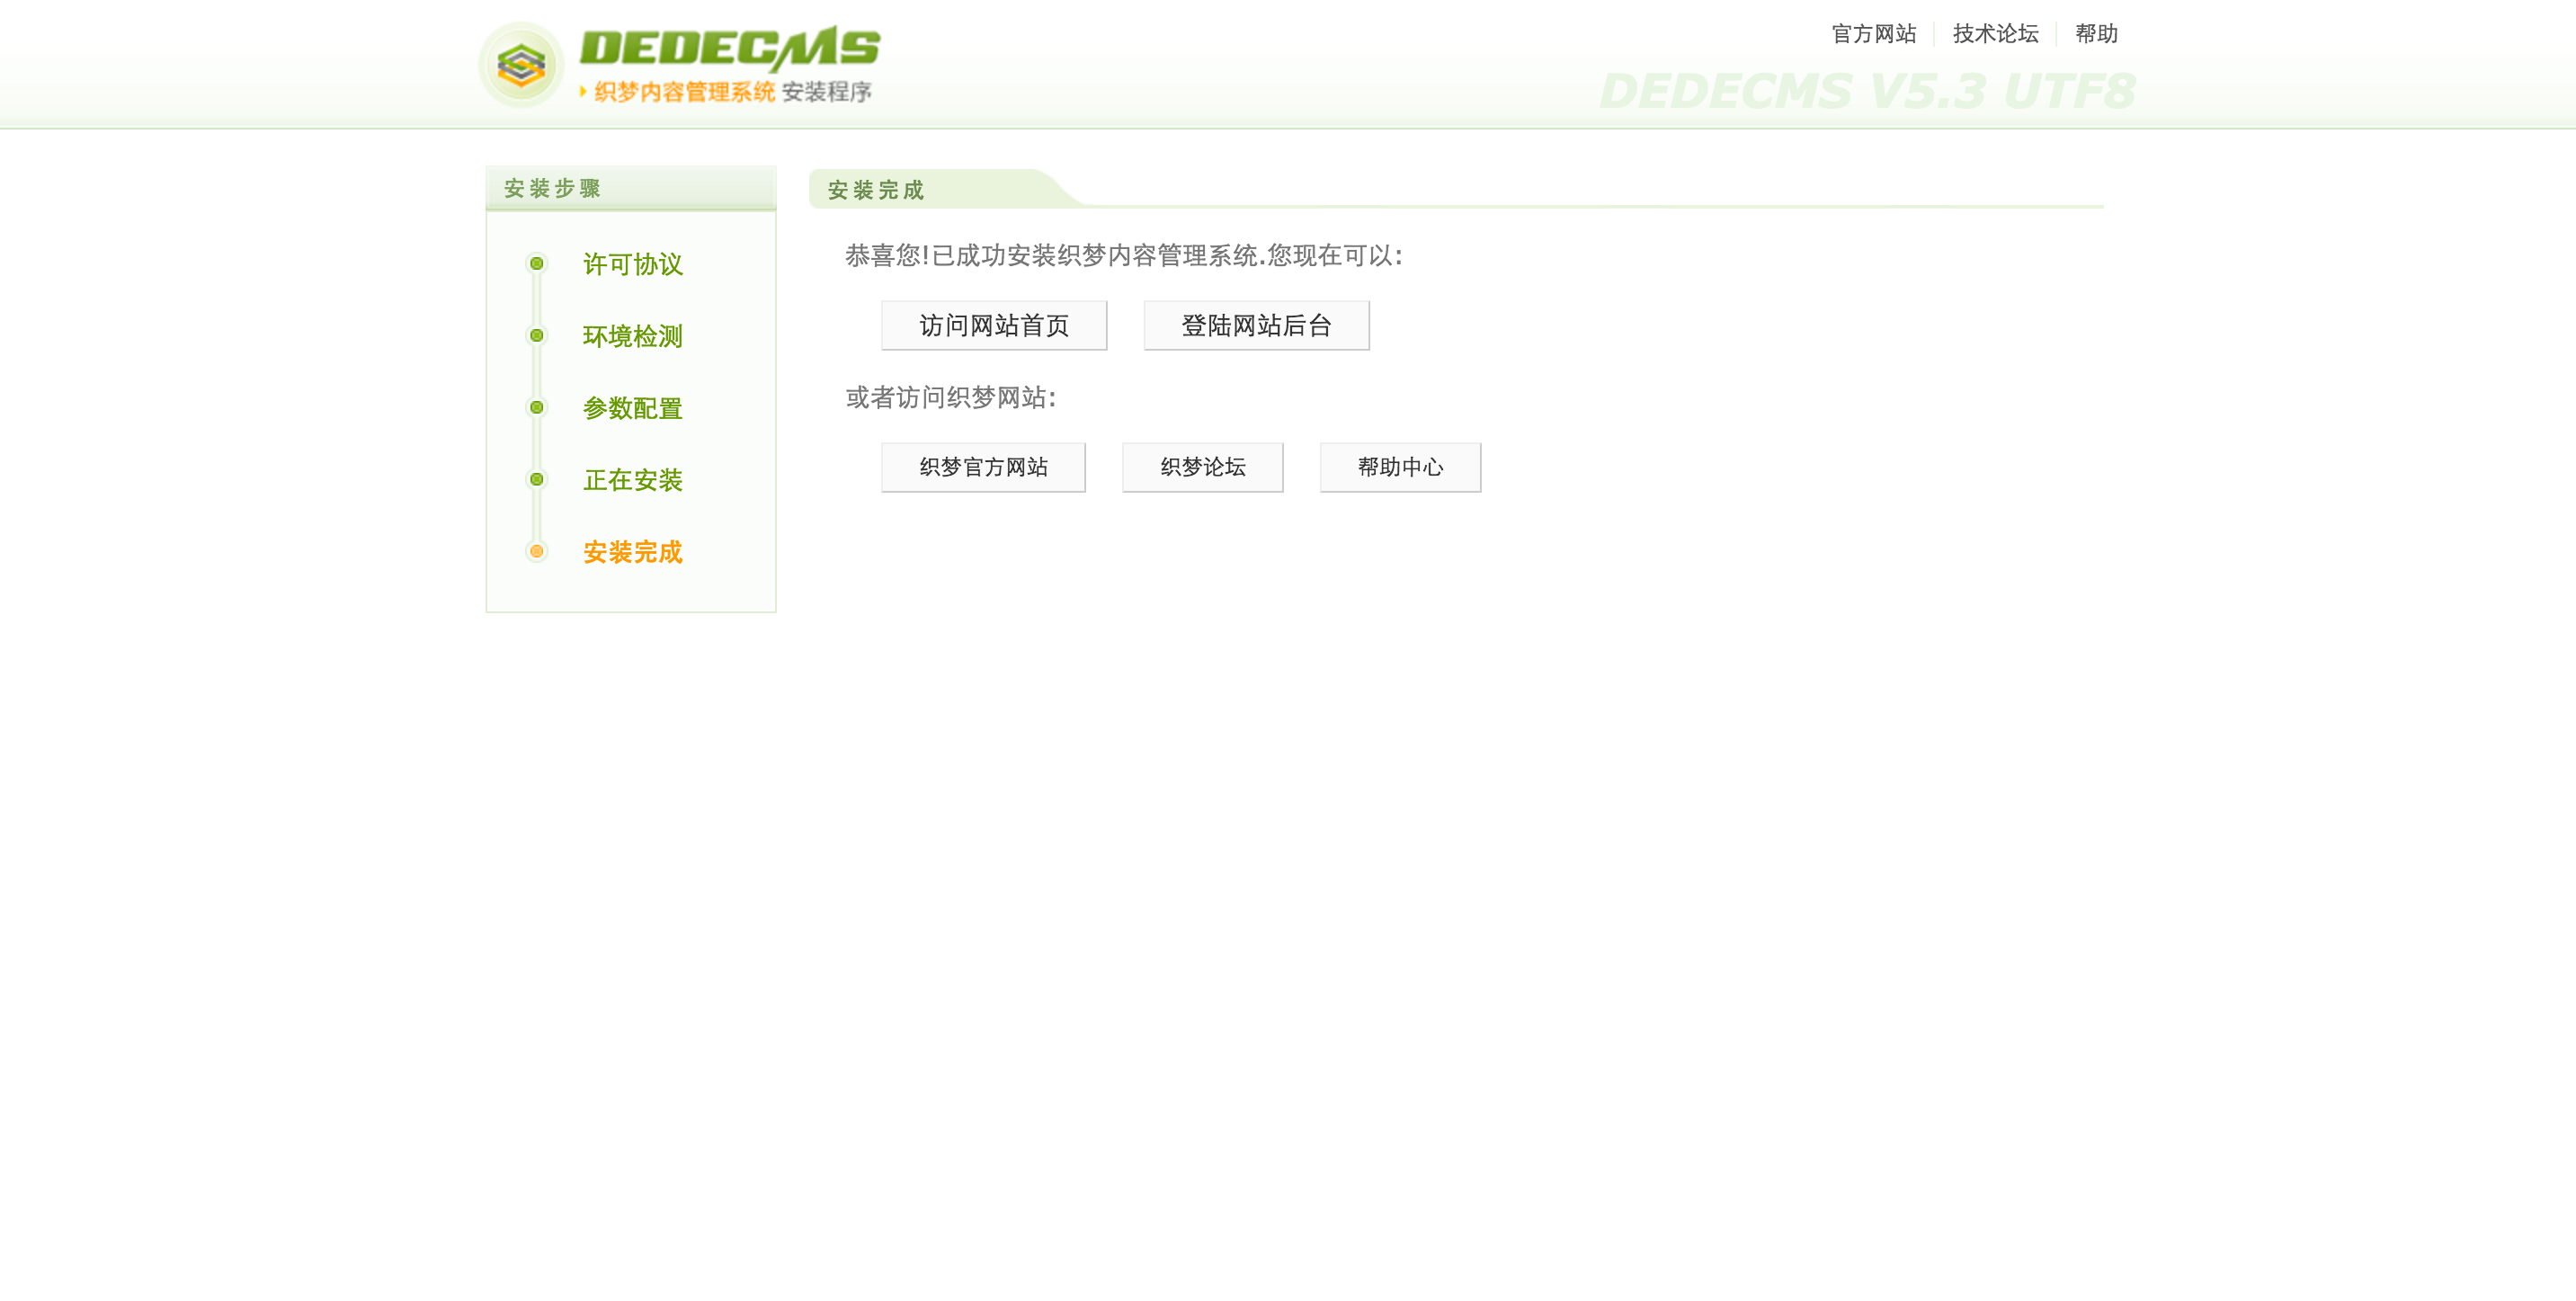 DEDECMS
织梦内容管理系统 安装程序
官方网站 技术论坛 帮助
DEDECMS V5.3 UTF8
安装步骤
许可协议
环境检测
参数配置
正在安装
安装完成
安装完成
恭喜您!已成功安装织梦内容管理系统.您现在可以:
访问网站首页 登陆网站后台
或者访问织梦网站:
织梦官方网站 织梦论坛 帮助中心